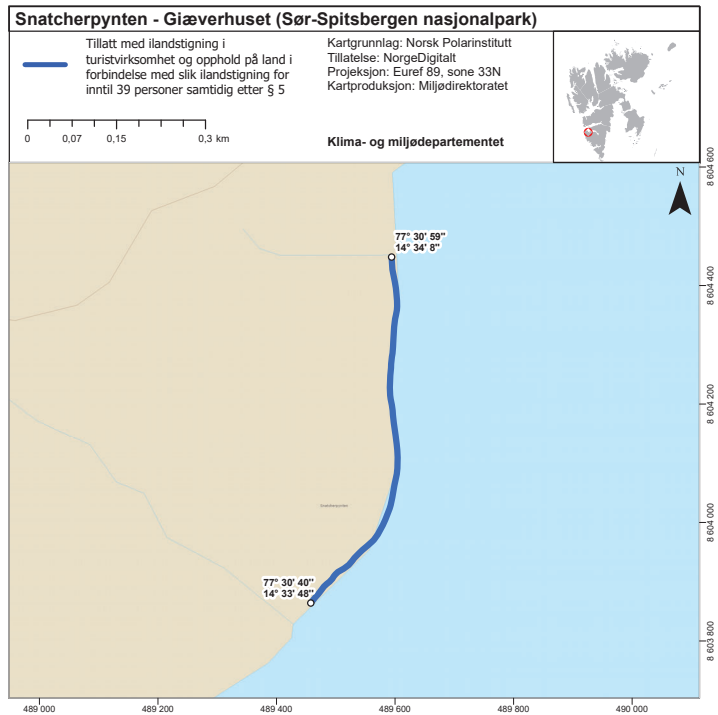 Snatcherpynten - Giæverhuset (Sør-Spitsbergen nasjonalpark)
Tillatt med ilandstigning i
turistvirksomhet og opphold på land i
forbindelse med slik ilandstigning for
inntil 39 personer samtidig etter § 5
0 0,07 0,15 0,3 km
Kartgrunnlag: Norsk Polarinstitutt
Tillatelse: NorgeDigitalt
Projeksjon: Euref 89, sone 33N
Kartproduksjon: Miljødirektoratet
Klima- og miljødepartementet
N
77° 30' 59"
14° 34' 8"
Snatcherpynten
77° 30' 40"
14° 33' 48"
8 604 600
8 604 400
8 604 200
8 604 000
8 603 800
489 000 489 200 489 400 489 600 489 800 490 000